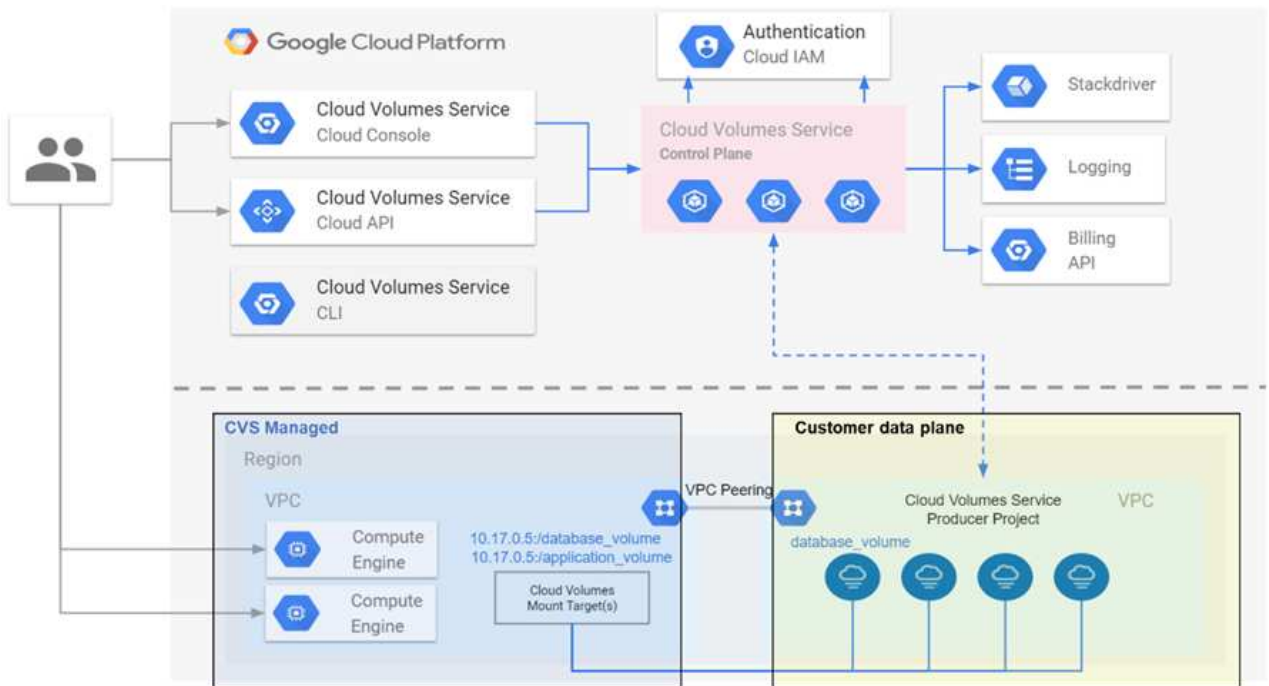 Google Cloud Platform
Authentication
Cloud IAM
Cloud Volumes Service
Cloud Console
Cloud Volumes Service
Cloud API
Cloud Volumes Service
CLI
Cloud Volumes Service
Control Plane
Stackdriver
Logging
Billing
API
CVS Managed
Region
VPC
Compute
Engine
Compute
Engine
10.17.0.5:/database_volume
10.17.0.5:/application_volume
Cloud Volumes
Mount Target(s)
VPC Peering
Customer data plane
Cloud Volumes Service
Producer Project
VPC
database_volume